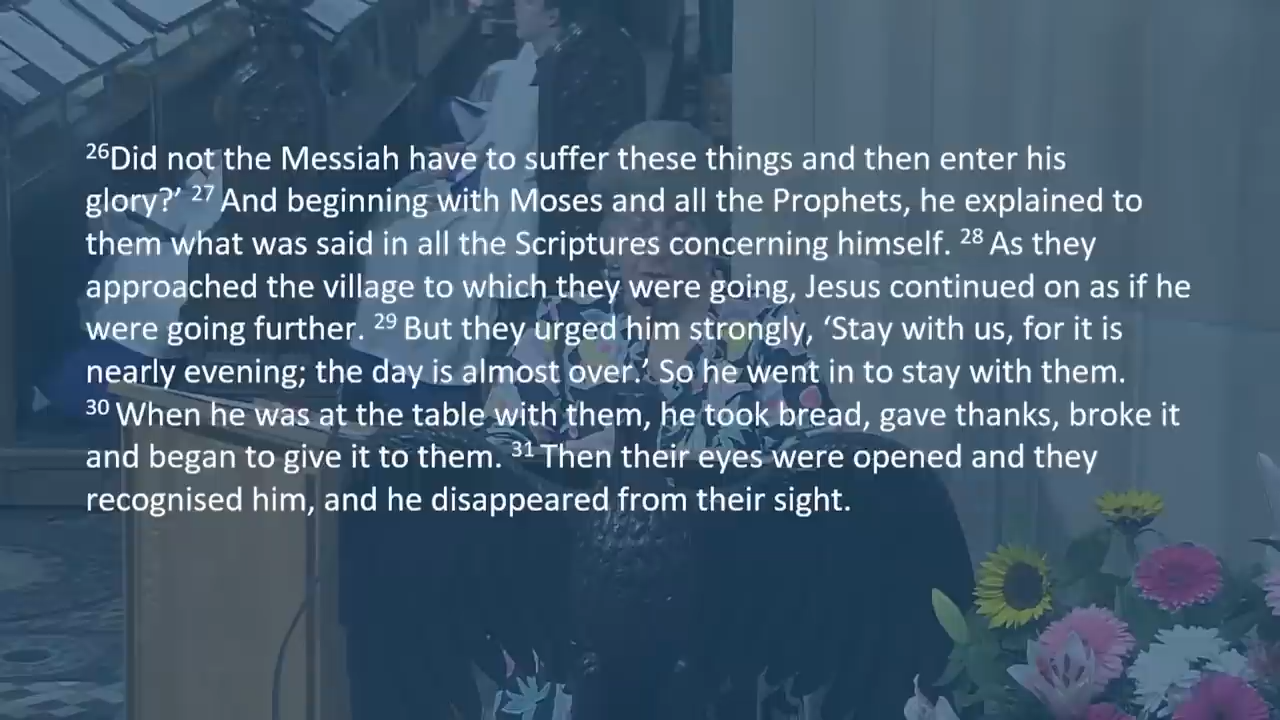 ²⁶Did not the Messiah have to suffer these things and then enter his
glory?’ ²⁷ And beginning with Moses and all the Prophets, he explained to
them what was said in all the Scriptures concerning himself. ²⁸ As they
approached the village to which they were going, Jesus continued on as if he
were going further. ²⁹ But they urged him strongly, ‘Stay with us, for it is
nearly evening; the day is almost over.’ So he went in to stay with them.
³⁰ When he was at the table with them, he took bread, gave thanks, broke it
and began to give it to them. ³¹ Then their eyes were opened and they
recognised him, and he disappeared from their sight.